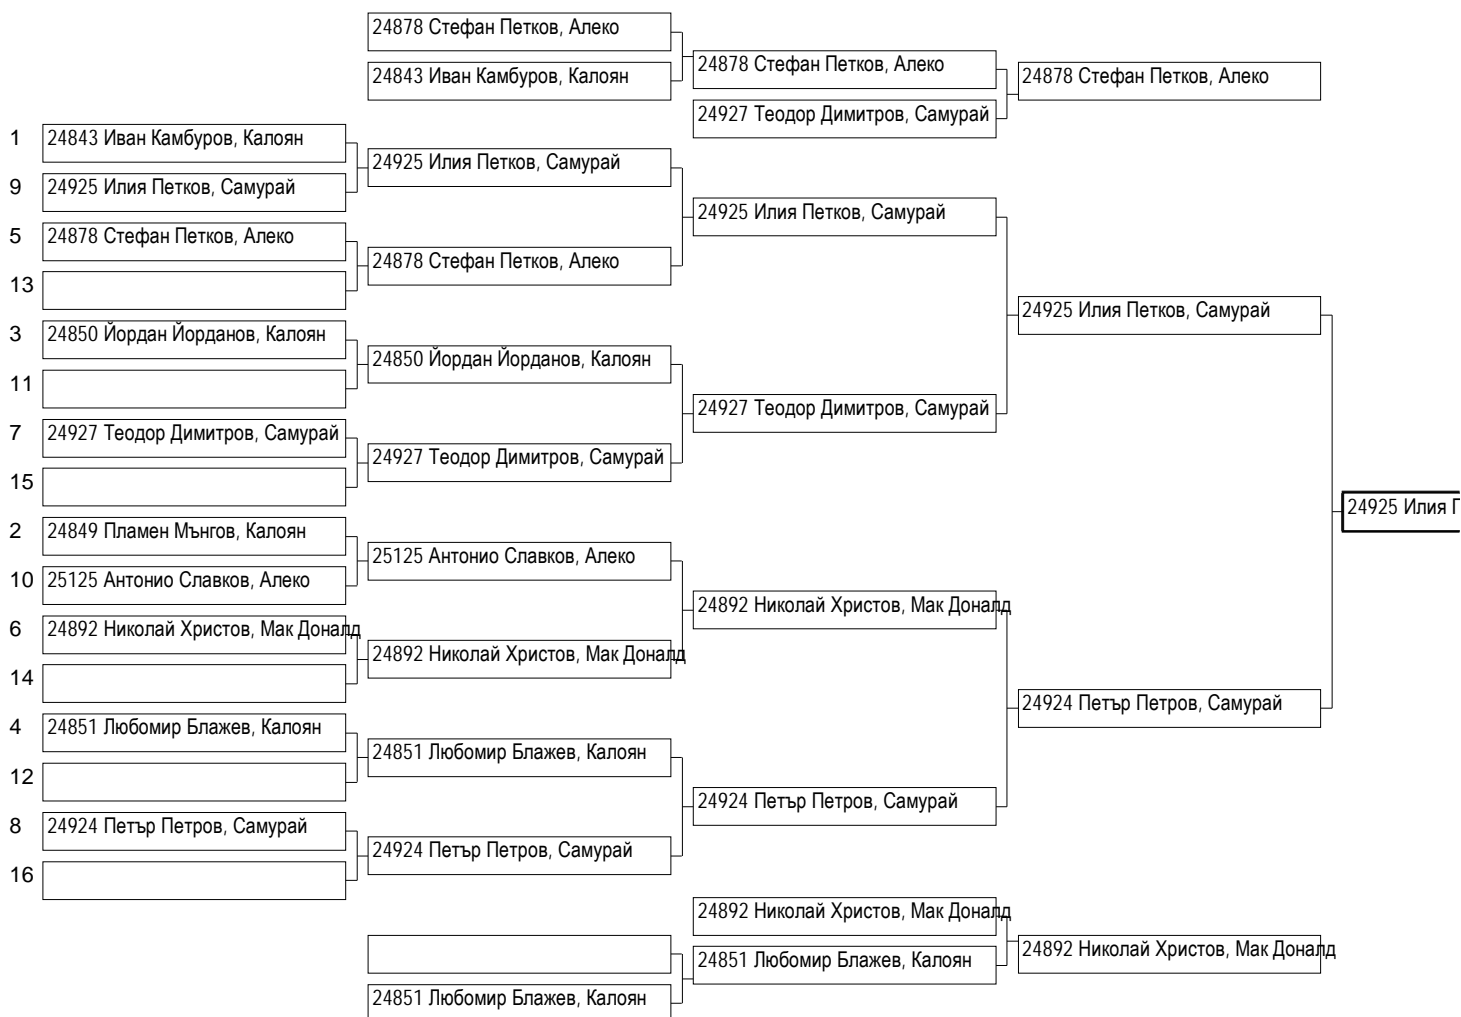 24878 Стефан Петков, Алеко
24843 Иван Камбуров, Калоян
24878 Стефан Петков, Алеко
24927 Теодор Димитров, Самурай
24878 Стефан Петков, Алеко
1 24843 Иван Камбуров, Калоян
9 24925 Илия Петков, Самурай
5 24878 Стефан Петков, Алеко
13
3 24850 Йордан Йорданов, Калоян
11
7 24927 Теодор Димитров, Самурай
15
2 24849 Пламен Мънгов, Калоян
10 25125 Антонио Славков, Алеко
6 24892 Николай Христов, Мак Доналд
14
4 24851 Любомир Блажев, Калоян
12
8 24924 Петър Петров, Самурай
16
24925 Илия Петков, Самурай
24878 Стефан Петков, Алеко
24850 Йордан Йорданов, Калоян
24927 Теодор Димитров, Самурай
25125 Антонио Славков, Алеко
24892 Николай Христов, Мак Доналд
24851 Любомир Блажев, Калоян
24924 Петър Петров, Самурай
24925 Илия Петков, Самурай
24927 Теодор Димитров, Самурай
24892 Николай Христов, Мак Доналд
24924 Петър Петров, Самурай
24925 Илия Петков, Самурай
24924 Петър Петров, Самурай
24925 Илия
24892 Николай Христов, Мак Доналд
24851 Любомир Блажев, Калоян
24892 Николай Христов, Мак Доналд
24851 Любомир Блажев, Калоян